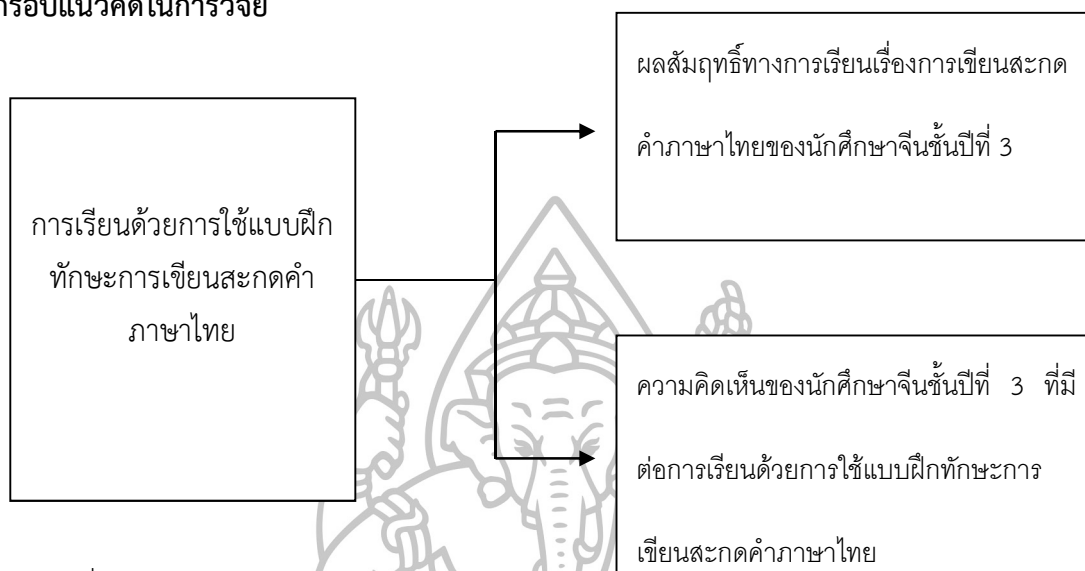 กรอบแนวคิดในการวิจัย
ผลสัมฤทธิ์ทางการเรียนเรื่องการเขียนสะกด
คำภาษาไทยของนักศึกษาจีนชั้นปีที่ 3
การเรียนด้วยการใช้แบบฝึก
ทักษะการเขียนสะกดคำ
ภาษาไทย
ความคิดเห็นของนักศึกษาจีนชั้นปีที่ 3 ที่มี
ต่อการเรียนด้วยการใช้แบบฝึกทักษะการ
เขียนสะกดคำภาษาไทย